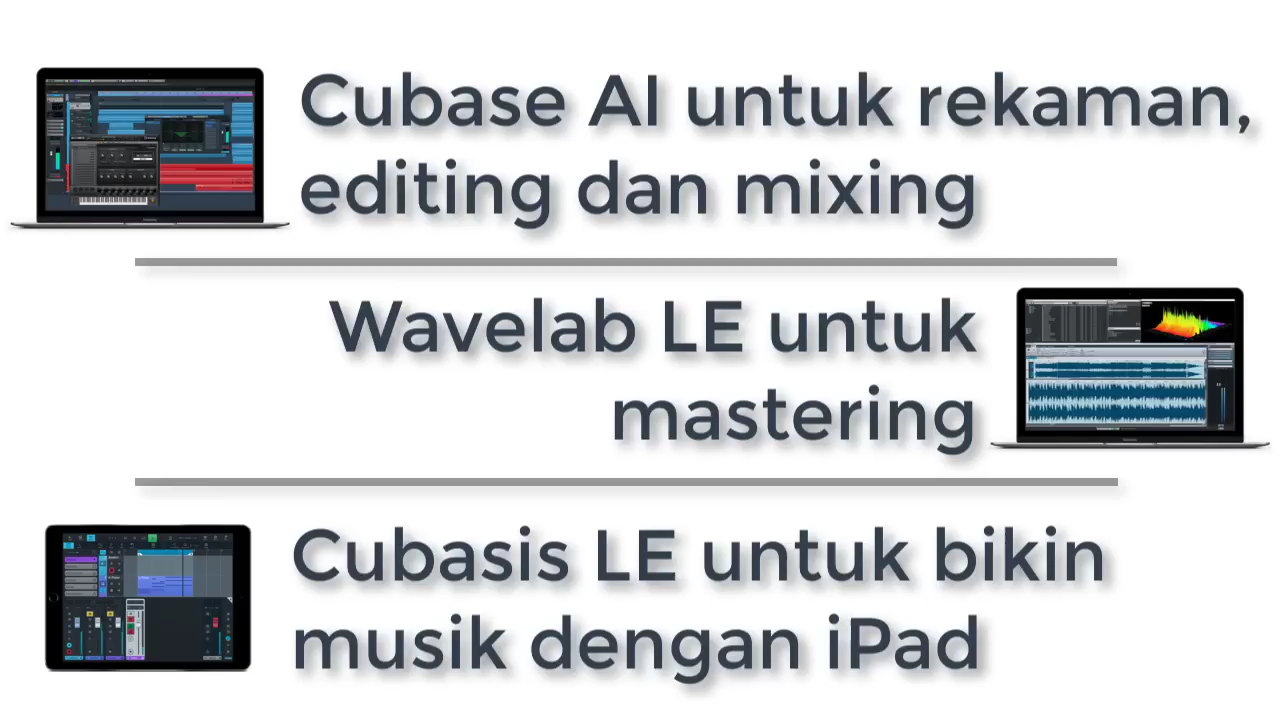 Cubase AI untuk rekaman,
editing dan mixing
Wavelab LE untuk
mastering
Cubasis LE untuk bikin
musik dengan iPad